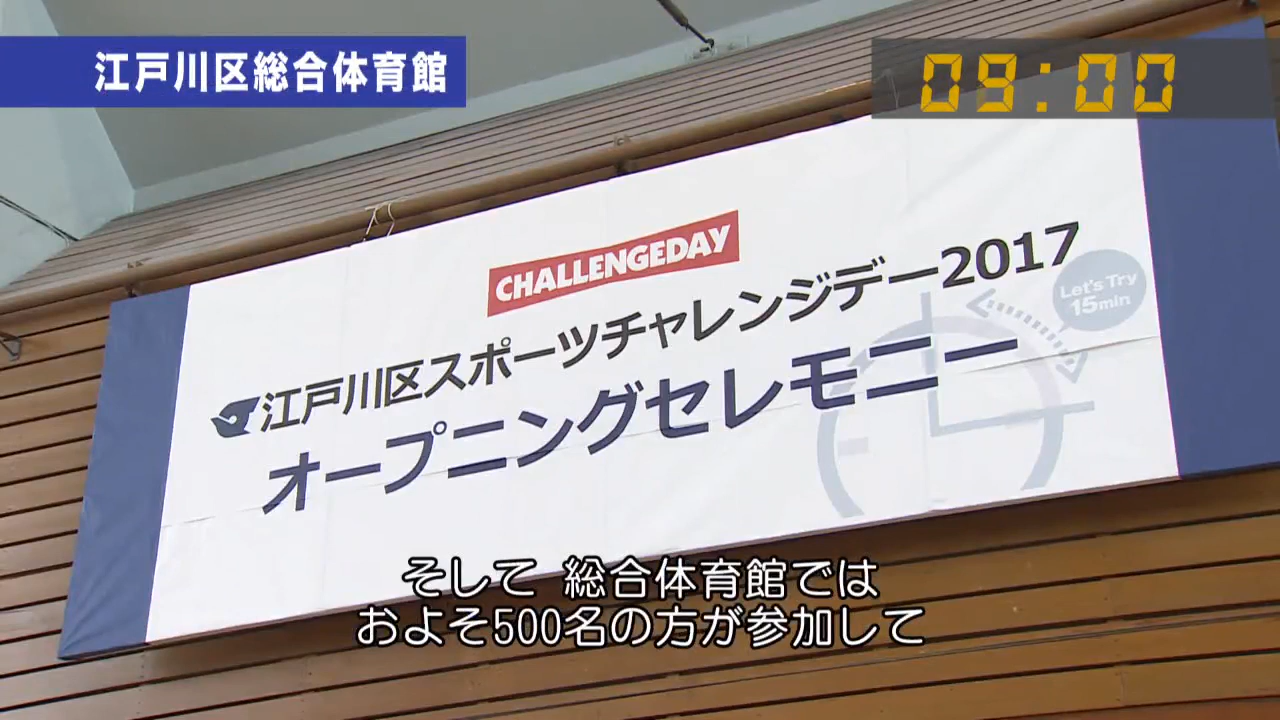 江戸川区総合体育館
09:00
CHALLENGEDAY
江戸川区スポーツチャレンジデー2017
Let's Try
15min
オープニングセレモニー
そして 総合体育館では
およそ500名の方が参加して